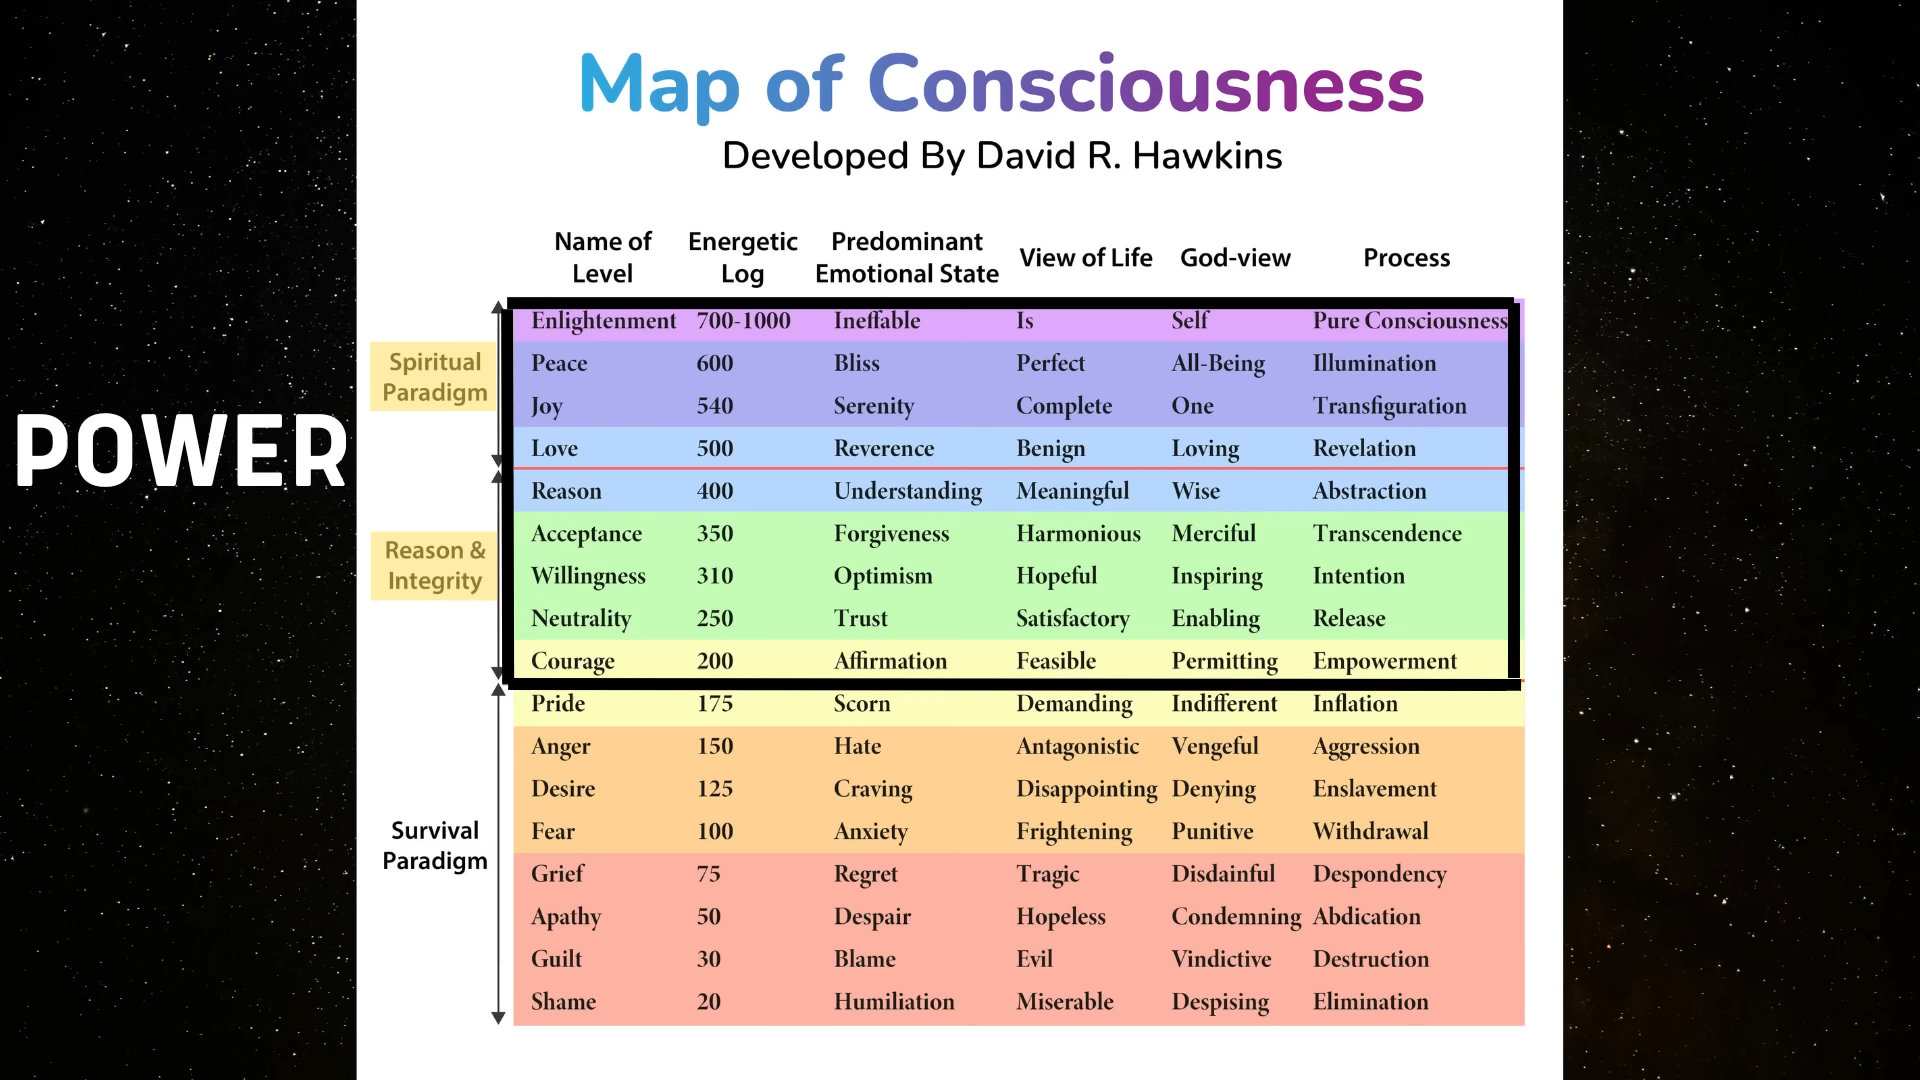 Map of Consciousness
Developed By David R. Hawkins
Name of Level Energetic Log Predominant Emotional State View of Life God-view Process
Spiritual Paradigm
POWER
Reason & Integrity
Survival Paradigm
Enlightenment 700-1000 Ineffable Is Self Pure Consciousness
Peace 600 Bliss Perfect All-Being Illumination
Joy 540 Serenity Complete One Transfiguration
Love 500 Reverence Benign Loving Revelation
Reason 400 Understanding Meaningful Wise Abstraction
Acceptance 350 Forgiveness Harmonious Merciful Transcendence
Willingness 310 Optimism Hopeful Inspiring Intention
Neutrality 250 Trust Satisfactory Enabling Release
Courage 200 Affirmation Feasible Permitting Empowerment
Pride 175 Scorn Demanding Indifferent Inflation
Anger 150 Hate Antagonistic Vengeful Aggression
Desire 125 Craving Disappointing Denying Enslavement
Fear 100 Anxiety Frightening Punitive Withdrawal
Grief 75 Regret Tragic Disdainful Despondency
Apathy 50 Despair Hopeless Condemning Abdication
Guilt 30 Blame Evil Vindictive Destruction
Shame 20 Humiliation Miserable Despising Elimination